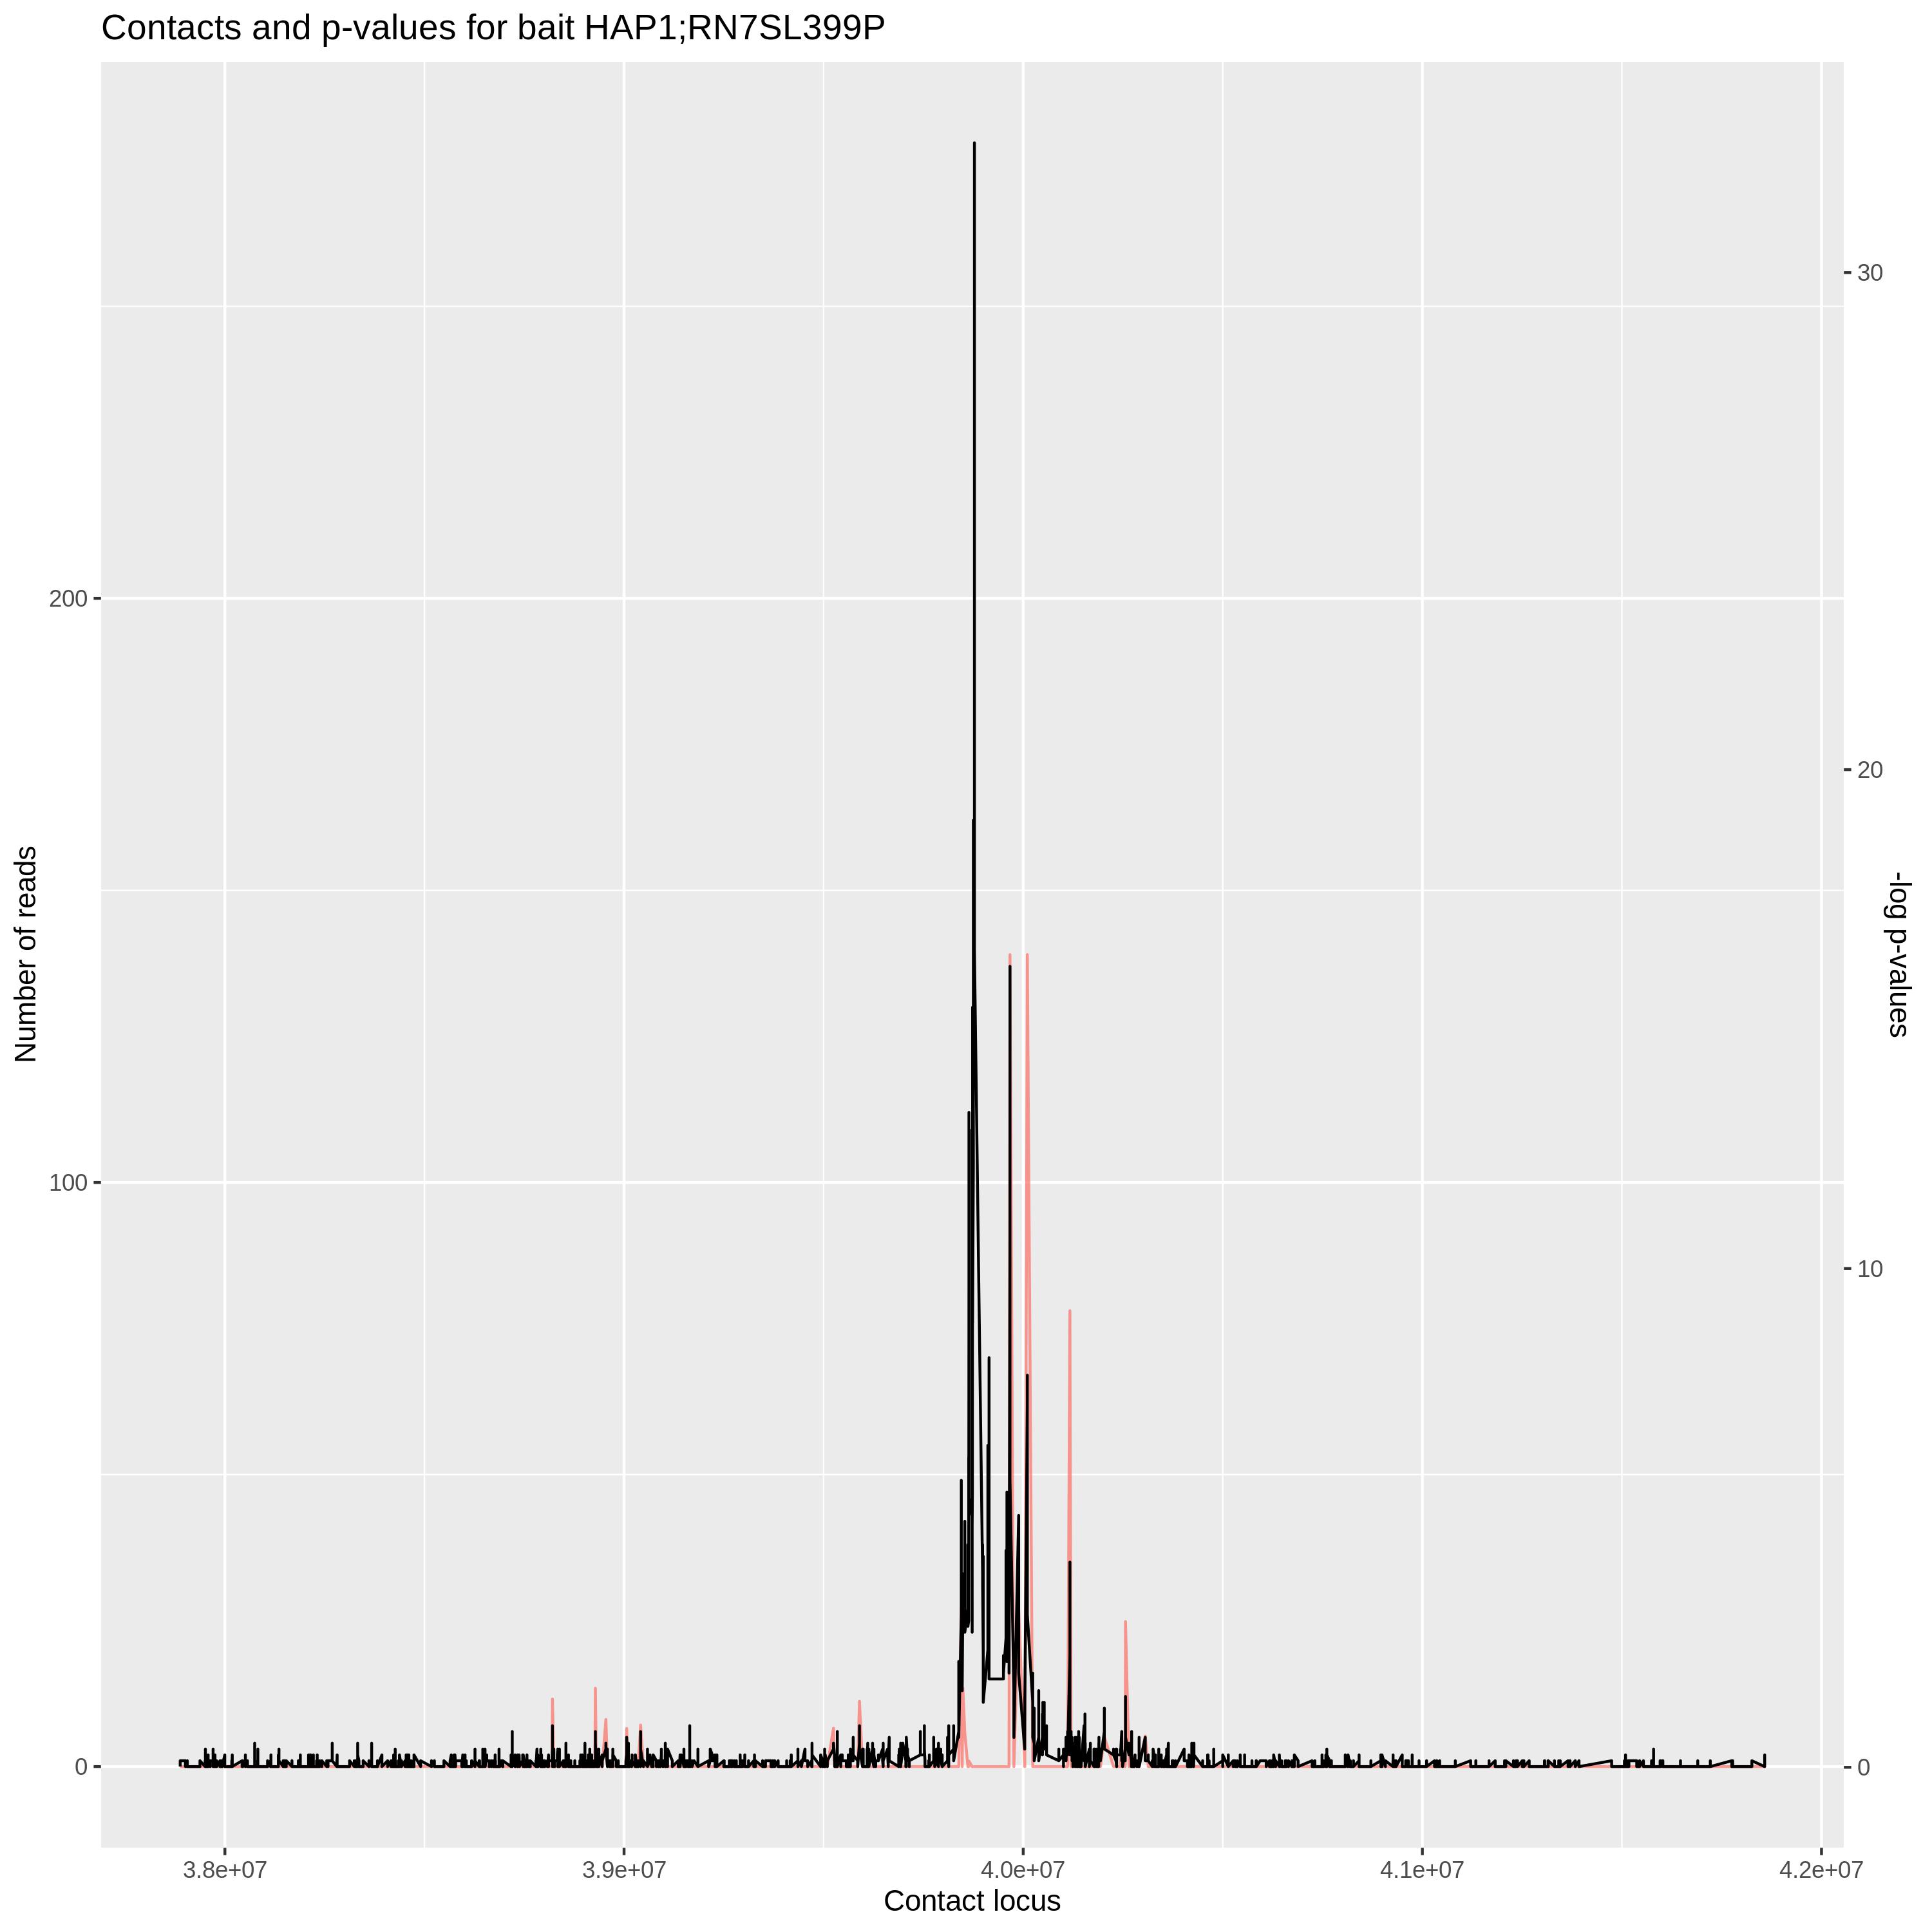 Contacts and p-values for bait HAP1;RN7SL399P
Number of reads
200
100
0
30
20
10
0
-log p-values
3.8e+07 3.9e+07 4.0e+07 4.1e+07 4.2e+07
Contact locus